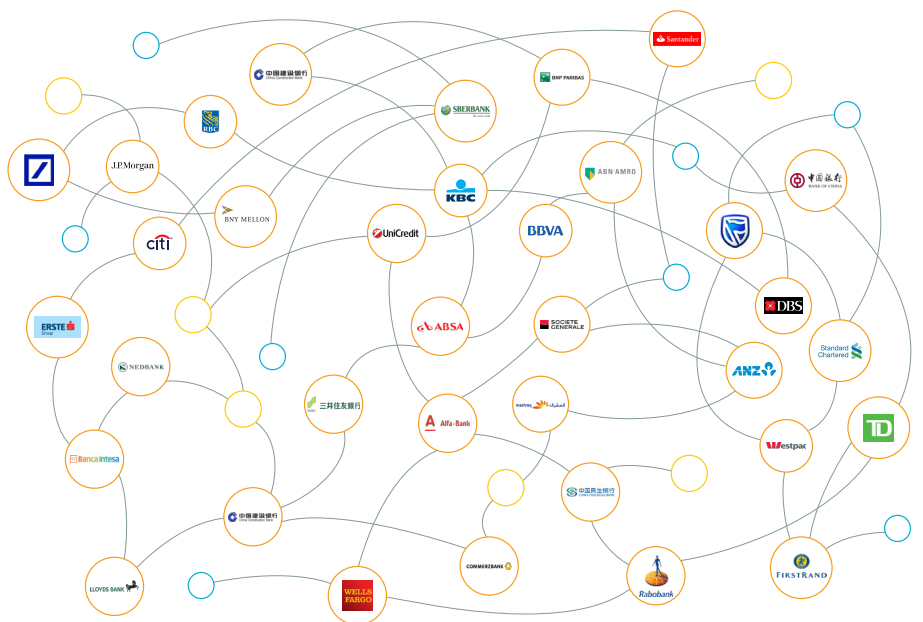 Santander
中国建设银行
China Construction Bank
BNP PARIBAS
SBERBANK
RBC
J.P.Morgan
ABN·AMRO
中国银行
BANK OF CHINA
KBC
BNY MELLON
UniCredit
BBVA
citi
DBS
ERSTE
Group
ABSA
SOCIETE
GENERALE
Standard
Chartered
NEDBANK
ANZ
三井住友銀行
mashreq المشرق
Alfa·Bank
TD
Westpac
Banca Intesa
中国民生银行
CHINA MINSHENG BANK
中国建设银行
China Construction Bank
COMMERZBANK
FIRSTRAND
LLOYDS BANK
WELLS
FARGO
Rabobank